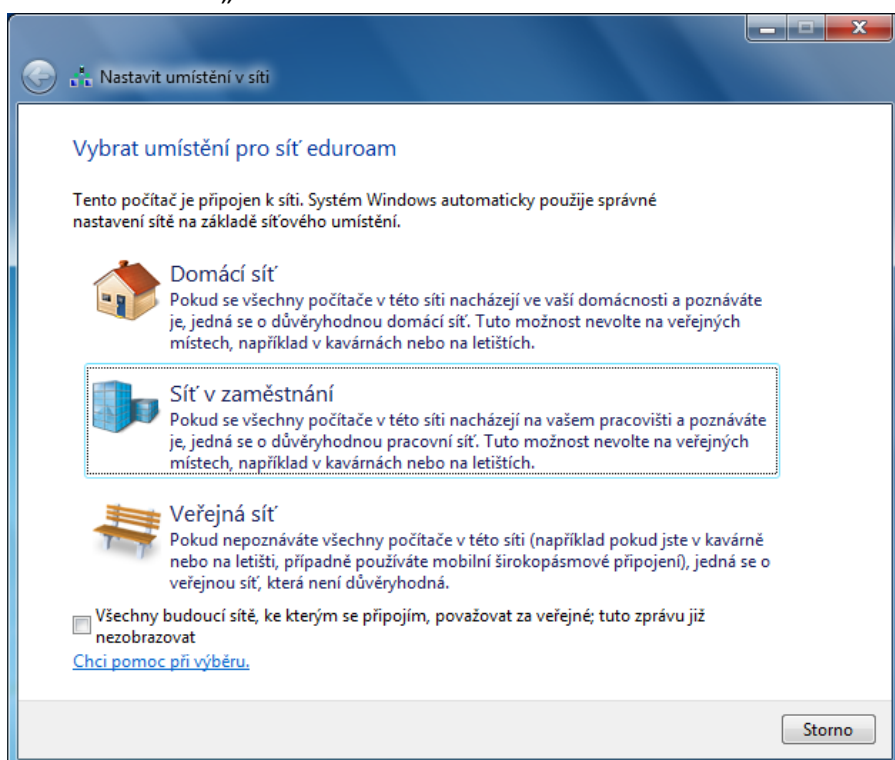 „
Nastavit umístění v síti
Vybrat umístění pro síť eduroam
Tento počítač je připojen k síti. Systém Windows automaticky použije správné
nastavení sítě na základě síťového umístění.
Domácí síť
Pokud se všechny počítače v této síti nacházejí ve vaší domácnosti a poznáváte
je, jedná se o důvěryhodnou domácí síť. Tuto možnost nevolte na veřejných
místech, například v kavárnách nebo na letištích.
Síť v zaměstnání
Pokud se všechny počítače v této síti nacházejí na vašem pracovišti a poznáváte
je, jedná se o důvěryhodnou pracovní síť. Tuto možnost nevolte na veřejných
místech, například v kavárnách nebo na letištích.
Veřejná síť
Pokud nepoznáváte všechny počítače v této síti (například pokud jste v kavárně
nebo na letišti, případně používáte mobilní širokopásmové připojení), jedná se o
veřejnou síť, která není důvěryhodná.
Všechny budoucí sítě, ke kterým se připojím, považovat za veřejné; tuto zprávu již
nezobrazovat
Chci pomoc při výběru.
Storno